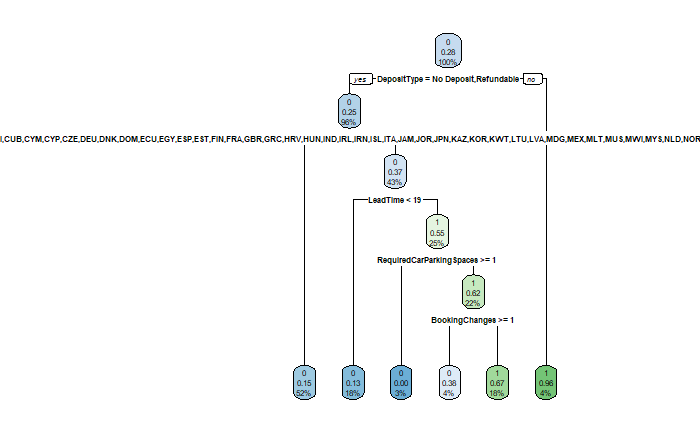 0
0.28
100%
yes DepositType = No Deposit,Refundable no
0
0.25
96%
,CUB,CYM,CYP,CZE,DEU,DNK,DOM,ECU,EGY,ESP,EST,FIN,FRA,GBR,GRC,HRV,HUN,IND,IRL,IRN,ISL,ITA,JAM,JOR,JPN,KAZ,KOR,KWT,LTU,LVA,MDG,MEX,MLT,MUS,MWI,MYS,NLD,NOR
0
0.37
43%
LeadTime < 19
1
0.55
25%
RequiredCarParkingSpaces >= 1
1
0.62
22%
BookingChanges >= 1
0 0 0 0 1 1
0.15 0.13 0.00 0.38 0.67 0.96
52% 18% 3% 4% 18% 4%